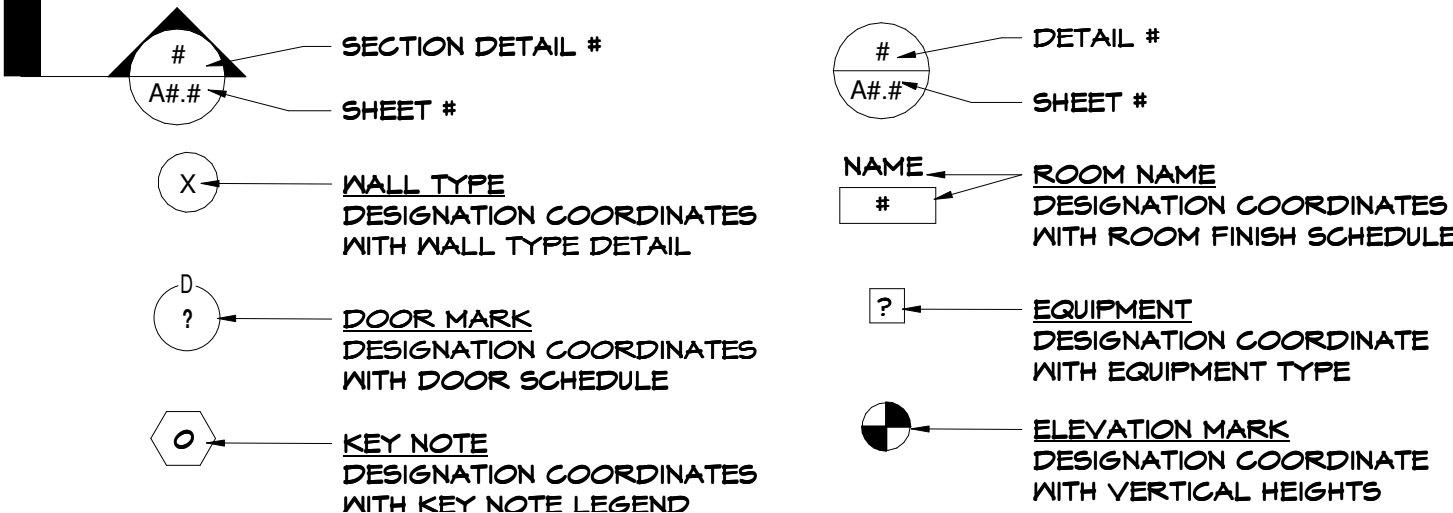 #
A#.#
SECTION DETAIL #
SHEET #
X
WALL TYPE
DESIGNATION COORDINATES
WITH WALL TYPE DETAIL
D
?
DOOR MARK
DESIGNATION COORDINATES
WITH DOOR SCHEDULE
0
KEY NOTE
DESIGNATION COORDINATES
WITH KEY NOTE LEGEND
#
A#.#
DETAIL #
SHEET #
NAME
#
ROOM NAME
DESIGNATION COORDINATES
WITH ROOM FINISH SCHEDULE
?
EQUIPMENT
DESIGNATION COORDINATE
WITH EQUIPMENT TYPE
ELEVATION MARK
DESIGNATION COORDINATE
WITH VERTICAL HEIGHTS